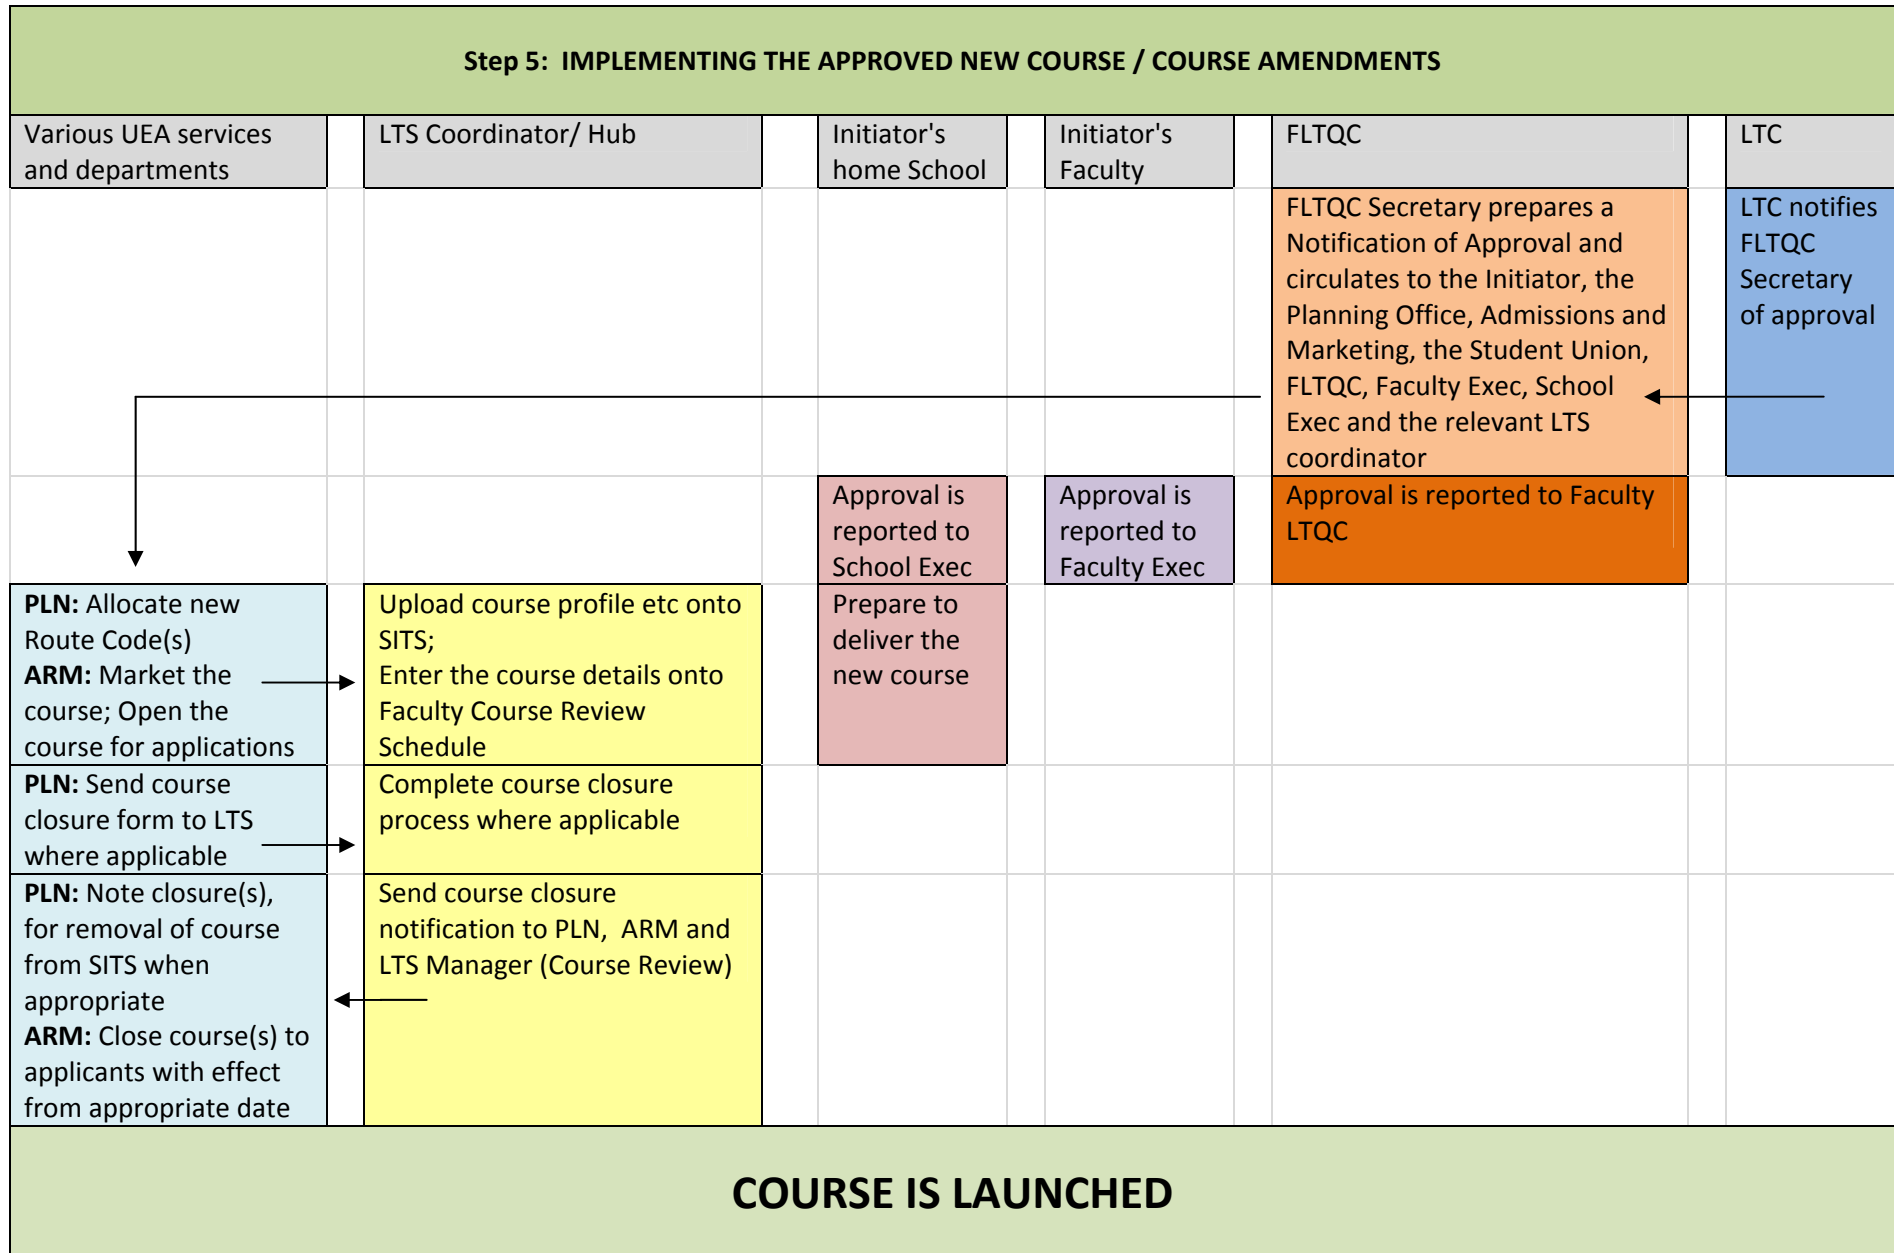 Step 5:  IMPLEMENTING THE APPROVED NEW COURSE / COURSE AMENDMENTS
Various UEA services
and departments
LTS Coordinator/ Hub
Initiator's
home School
Initiator's
Faculty
FLTQC
LTC
FLTQC Secretary prepares a
Notification of Approval and
circulates to the Initiator, the
Planning Office, Admissions and
Marketing, the Student Union,
FLTQC, Faculty Exec, School
Exec and the relevant LTS
coordinator
LTC notifies
FLTQC
Secretary
of approval
Approval is
reported to
School Exec
Approval is
reported to
Faculty Exec
Approval is reported to Faculty
LTQC
PLN: Allocate new
Route Code(s)
ARM: Market the
course; Open the
course for applications
Upload course profile etc onto
SITS;
Enter the course details onto
Faculty Course Review
Schedule
Prepare to
deliver the
new course
PLN: Send course
closure form to LTS
where applicable
Complete course closure
process where applicable
PLN: Note closure(s),
for removal of course
from SITS when
appropriate
ARM: Close course(s) to
applicants with effect
from appropriate date
Send course closure
notification to PLN,  ARM and
LTS Manager (Course Review)
COURSE IS LAUNCHED